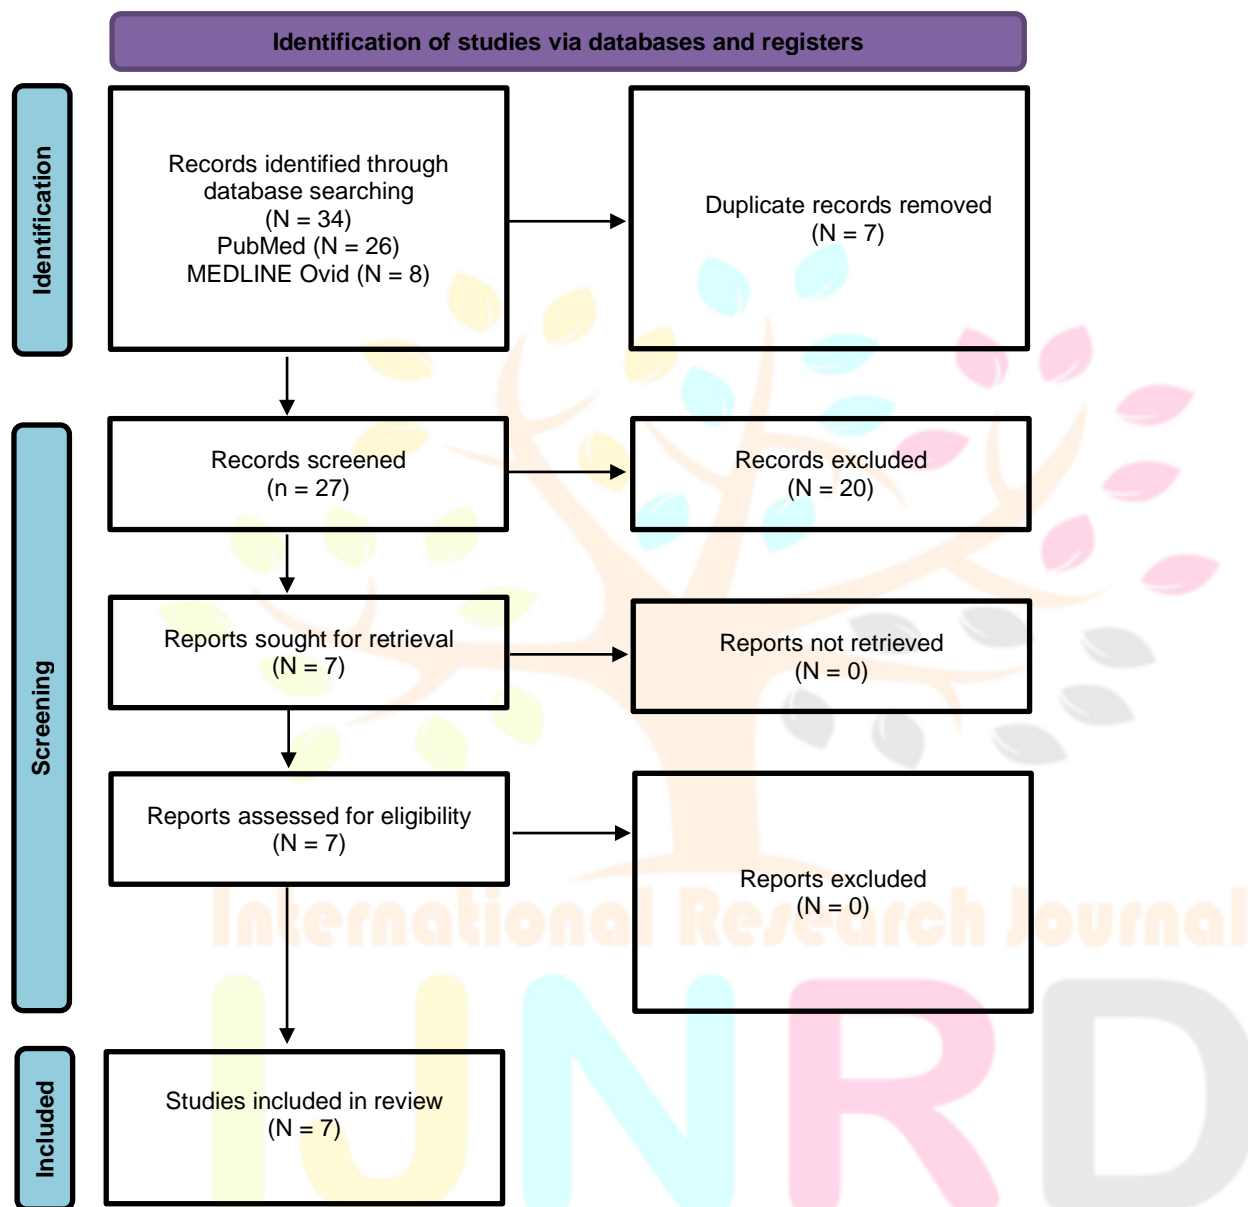 Identification of studies via databases and registers
Identification
Records identified through
database searching
(N = 34)
PubMed (N = 26)
MEDLINE Ovid (N = 8)
Duplicate records removed
(N = 7)
Screening
Records screened
(n = 27)
Records excluded
(N = 20)
Reports sought for retrieval
(N = 7)
Reports not retrieved
(N = 0)
Reports assessed for eligibility
(N = 7)
Reports excluded
(N = 0)
International Research Journal
IJNRD
Included
Studies included in review
(N = 7)